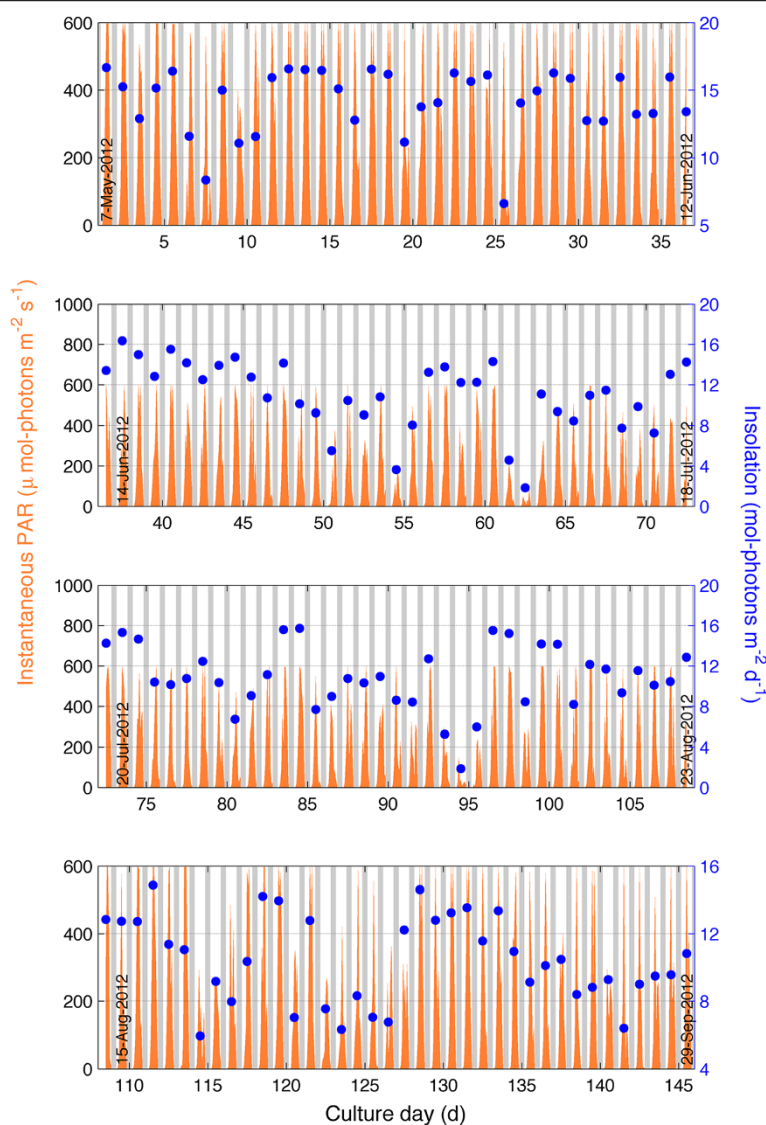 600
400
200
0
20
15
10
5
7-May-2012
12-Jun-2012
5 10 15 20 25 30 35
1000
800
600
400
200
0
20
16
12
8
4
0
14-Jun-2012
18-Jul-2012
40 45 50 55 60 65 70
Instantaneous PAR (μ mol-photons m-2 s-1)
Insolation (mol-photons m-2 d-1)
1000
800
600
400
200
0
20
16
12
8
4
0
20-Jul-2012
23-Aug-2012
75 80 85 90 95 100 105
600
400
200
0
16
12
8
4
15-Aug-2012
29-Sep-2012
110 115 120 125 130 135 140 145
Culture day (d)